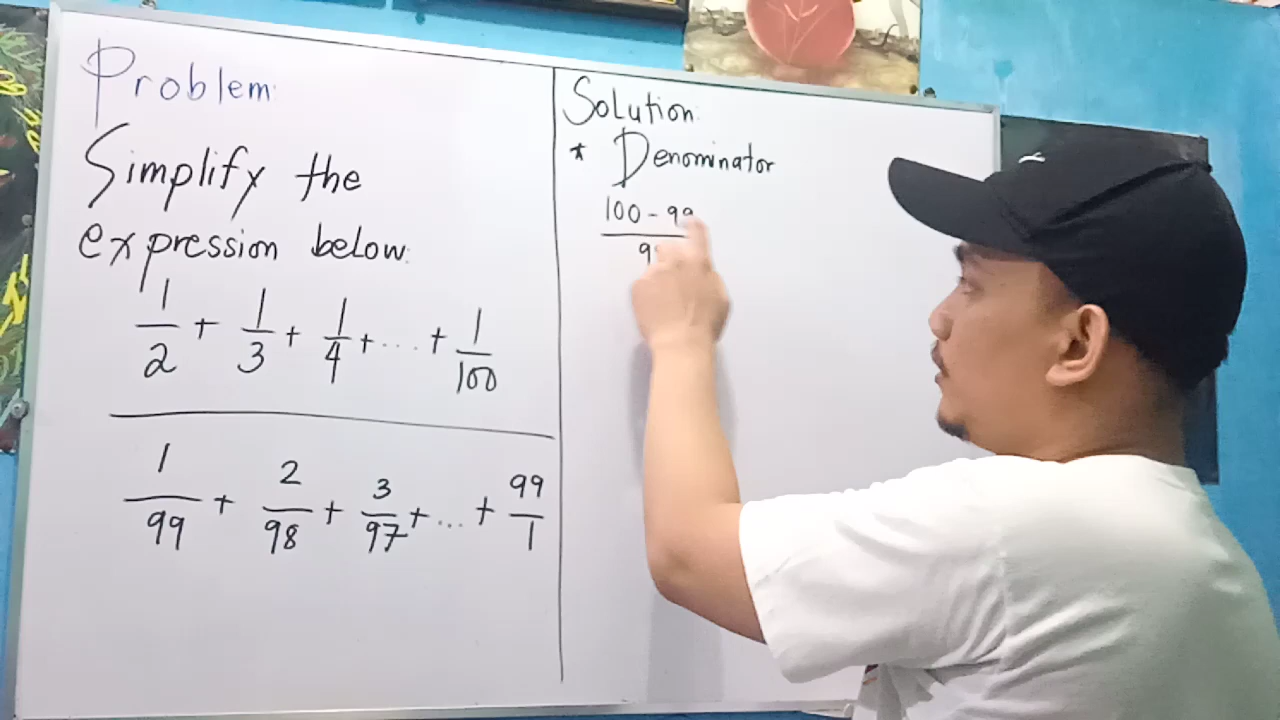 Problem:
Simplify the
expression below:
1/2 + 1/3 + 1/4 + ... + 1/100
1/99 + 2/98 + 3/97 + ... + 99/1
Solution:
* Denominator
100 - 99